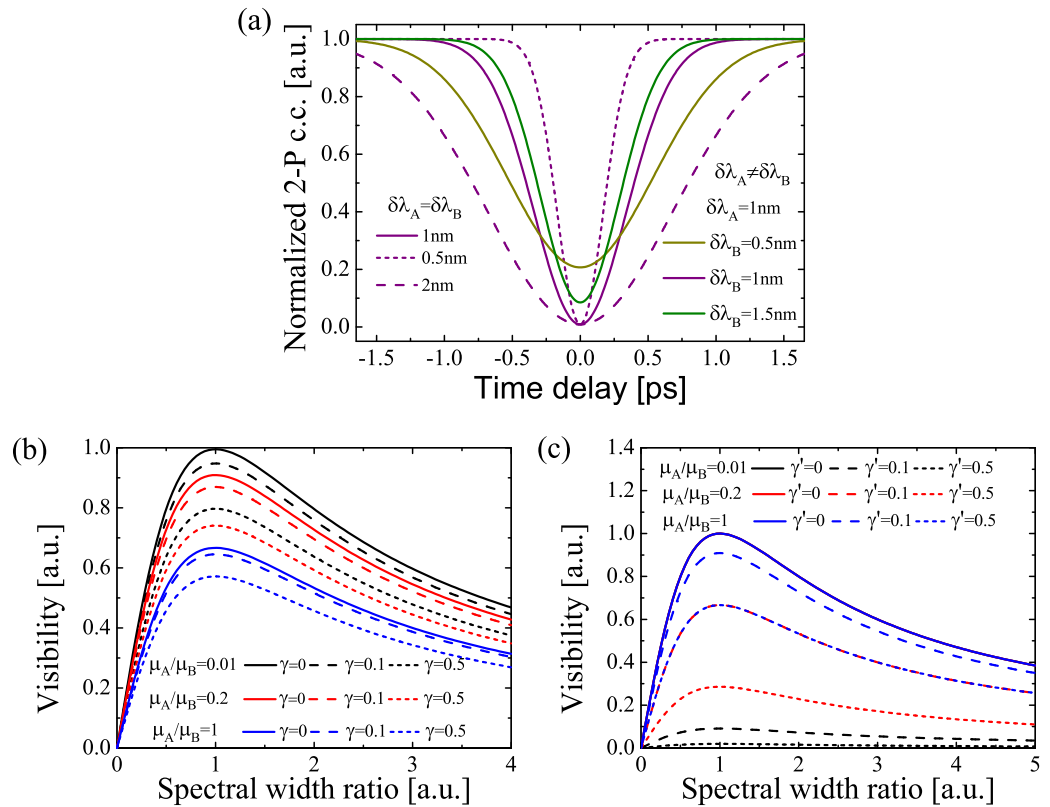 (a)
Normalized 2-P c.c. [a.u.]
1.0
0.8
0.6
0.4
0.2
0.0
-1.5 -1.0 -0.5 0.0 0.5 1.0 1.5
Time delay [ps]
δλA=δλB
1nm
0.5nm
2nm
δλA≠δλB
δλA=1nm
δλB=0.5nm
δλB=1nm
δλB=1.5nm
(b)
Visibility [a.u.]
1.0
0.8
0.6
0.4
0.2
0.0
0 1 2 3 4
Spectral width ratio [a.u.]
μA/μB=0.01 γ=0 γ=0.1 γ=0.5
μA/μB=0.2 γ=0 γ=0.1 γ=0.5
μA/μB=1 γ=0 γ=0.1 γ=0.5
(c)
Visibility [a.u.]
1.4
1.2
1.0
0.8
0.6
0.4
0.2
0.0
0 1 2 3 4 5
Spectral width ratio [a.u.]
μA/μB=0.01 γ'=0 γ'=0.1 γ'=0.5
μA/μB=0.2 γ'=0 γ'=0.1 γ'=0.5
μA/μB=1 γ'=0 γ'=0.1 γ'=0.5